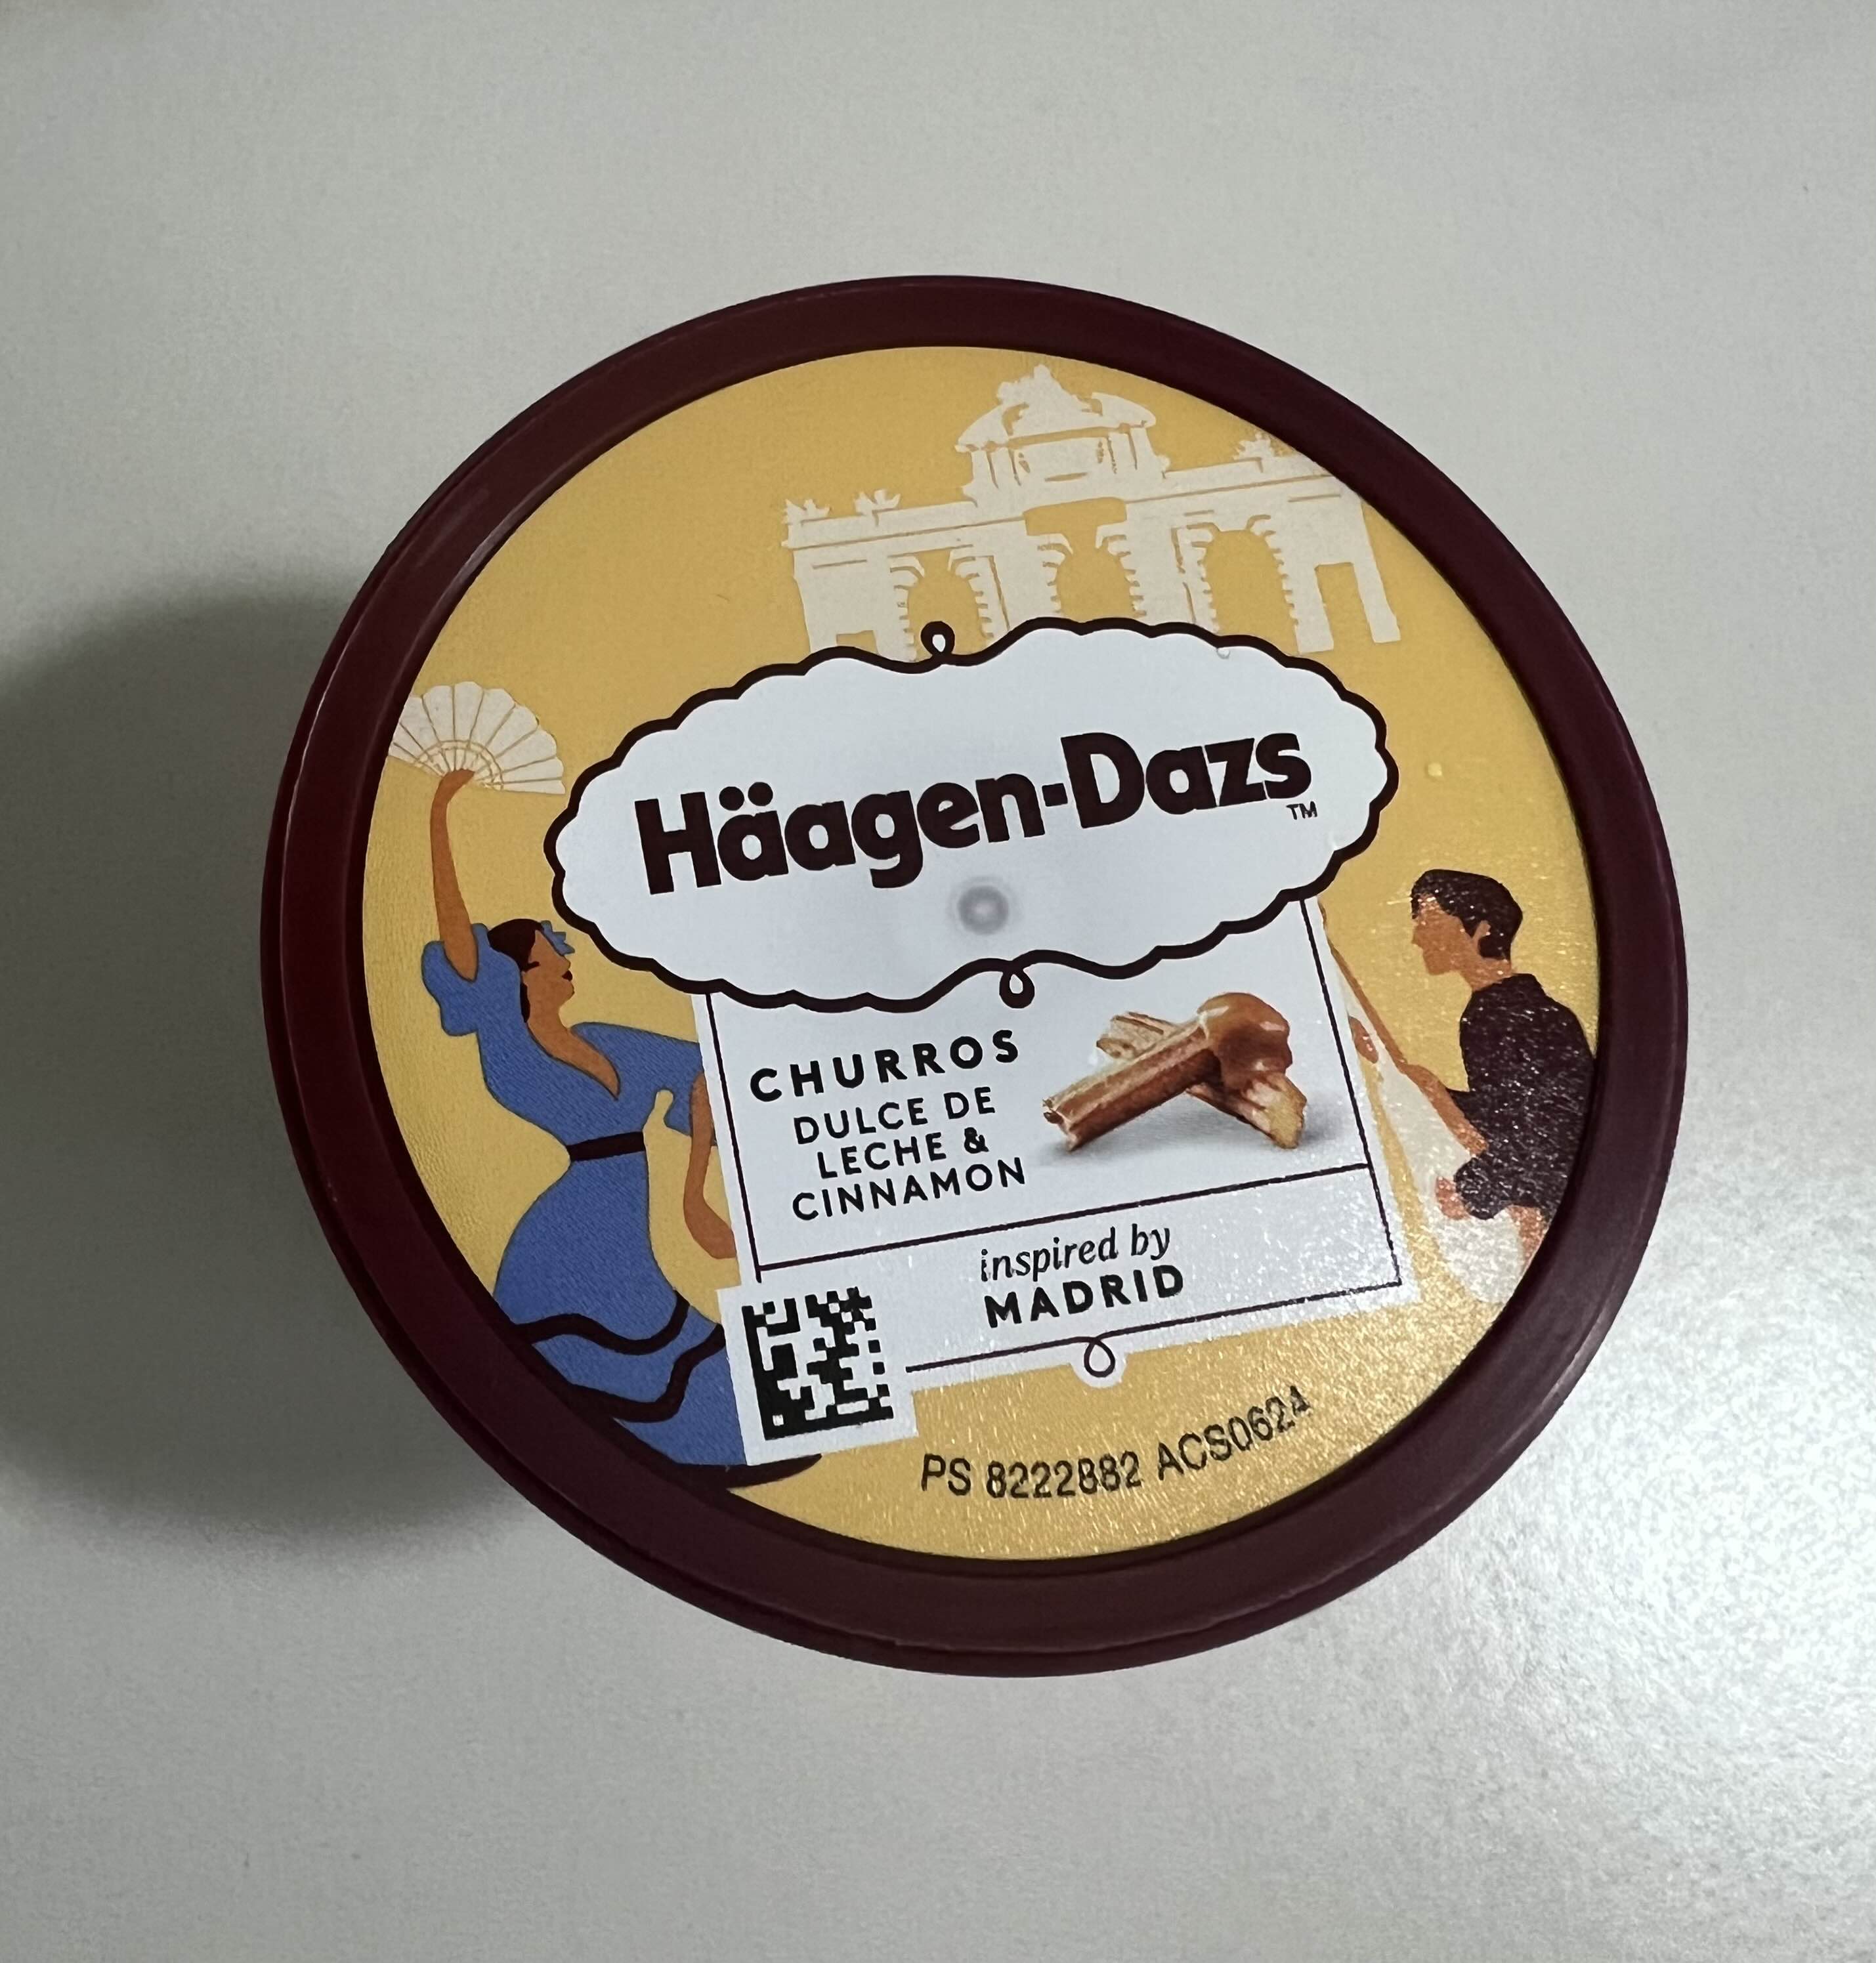 Häagen-Dazs
TM
CHURROS
DULCE DE
LECHE &
CINNAMON
inspired by
MADRID
PS 8222882 ACS0624